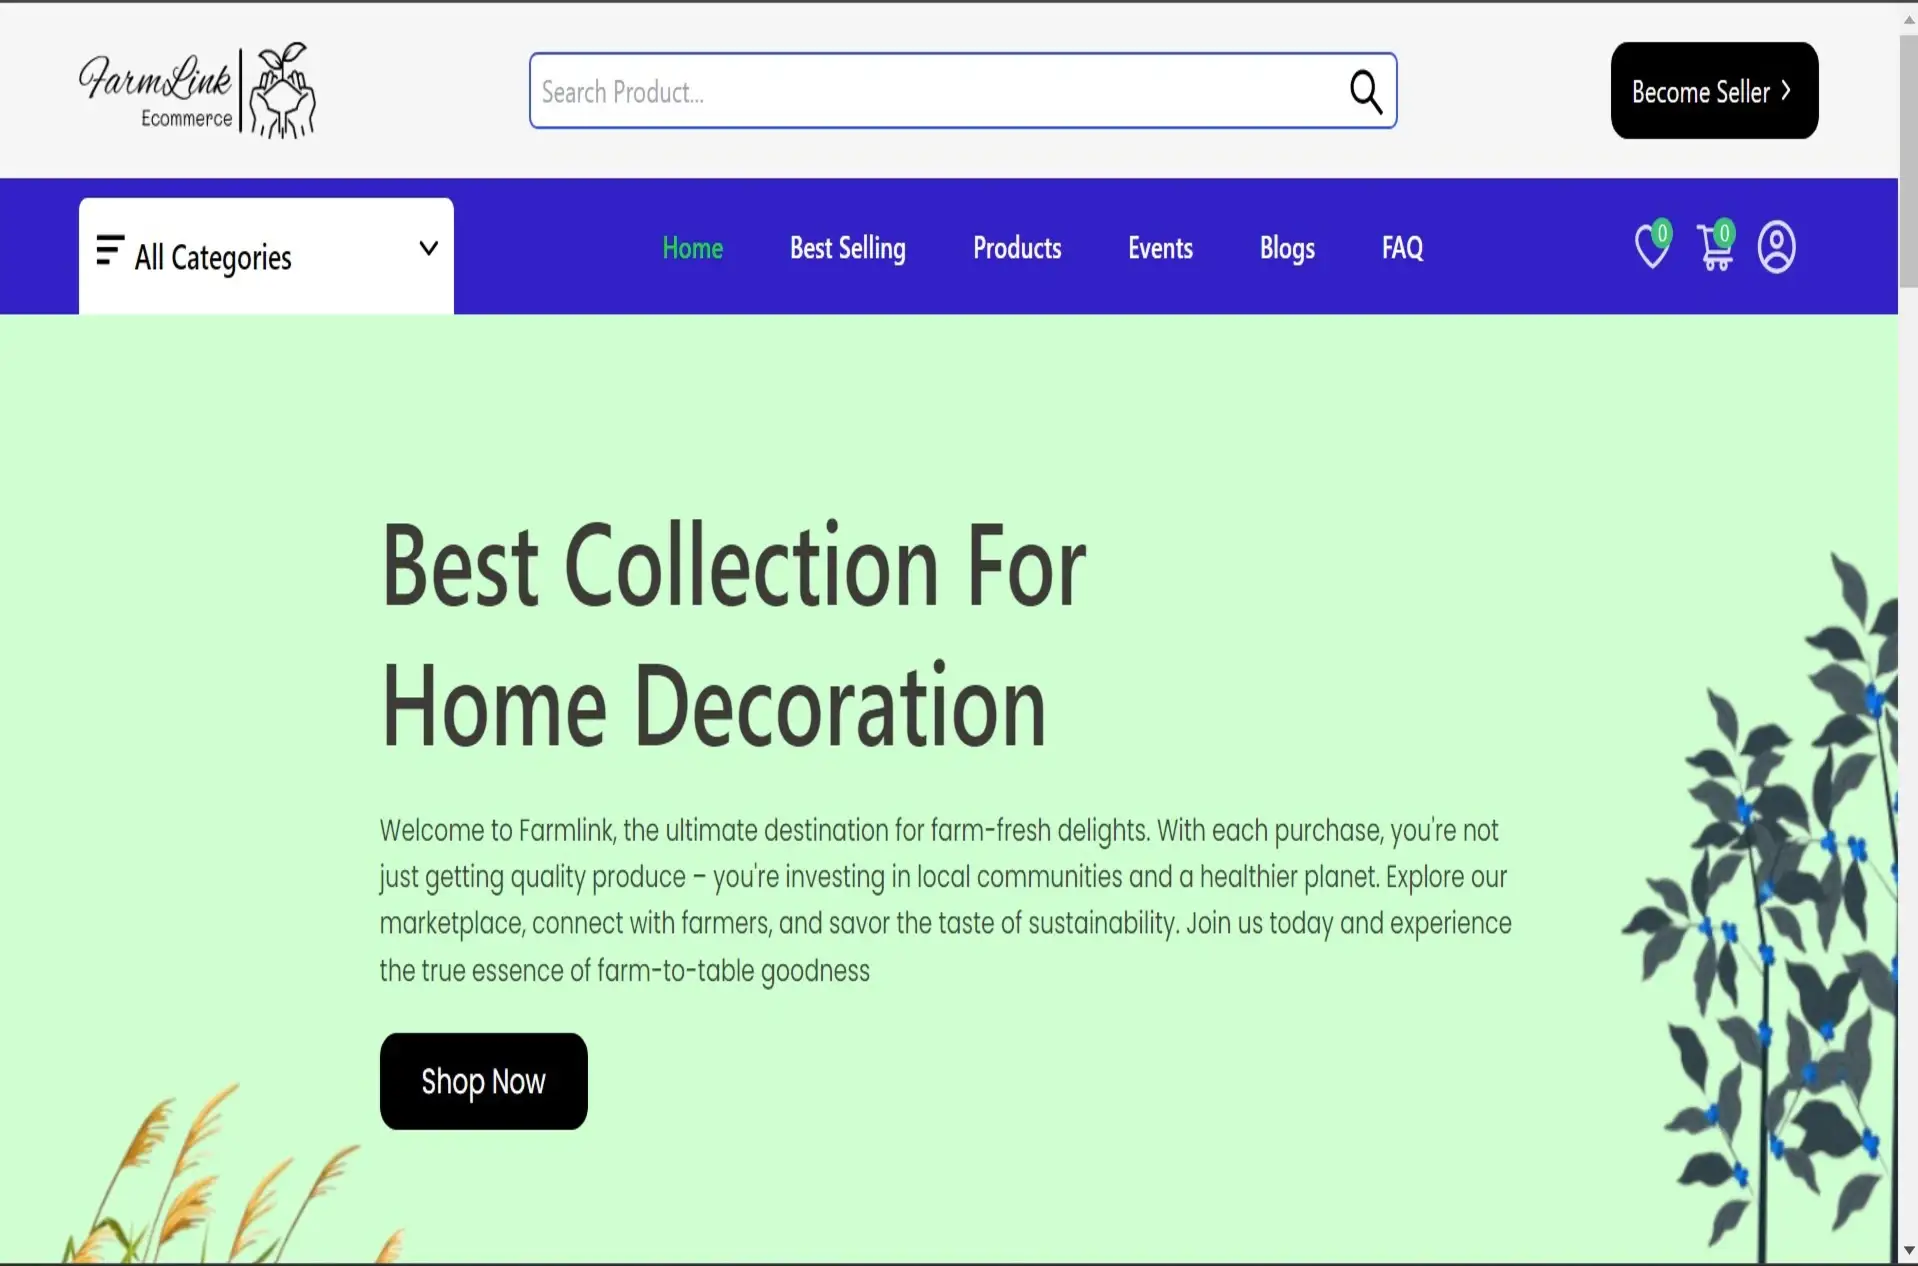 FarmLink
Ecommerce
Search Product...
Become Seller >
All Categories
Home Best Selling Products Events Blogs FAQ
0 0
Best Collection For
Home Decoration
Welcome to Farmlink, the ultimate destination for farm-fresh delights. With each purchase, you're not
just getting quality produce – you're investing in local communities and a healthier planet. Explore our
marketplace, connect with farmers, and savor the taste of sustainability. Join us today and experience
the true essence of farm-to-table goodness
Shop Now